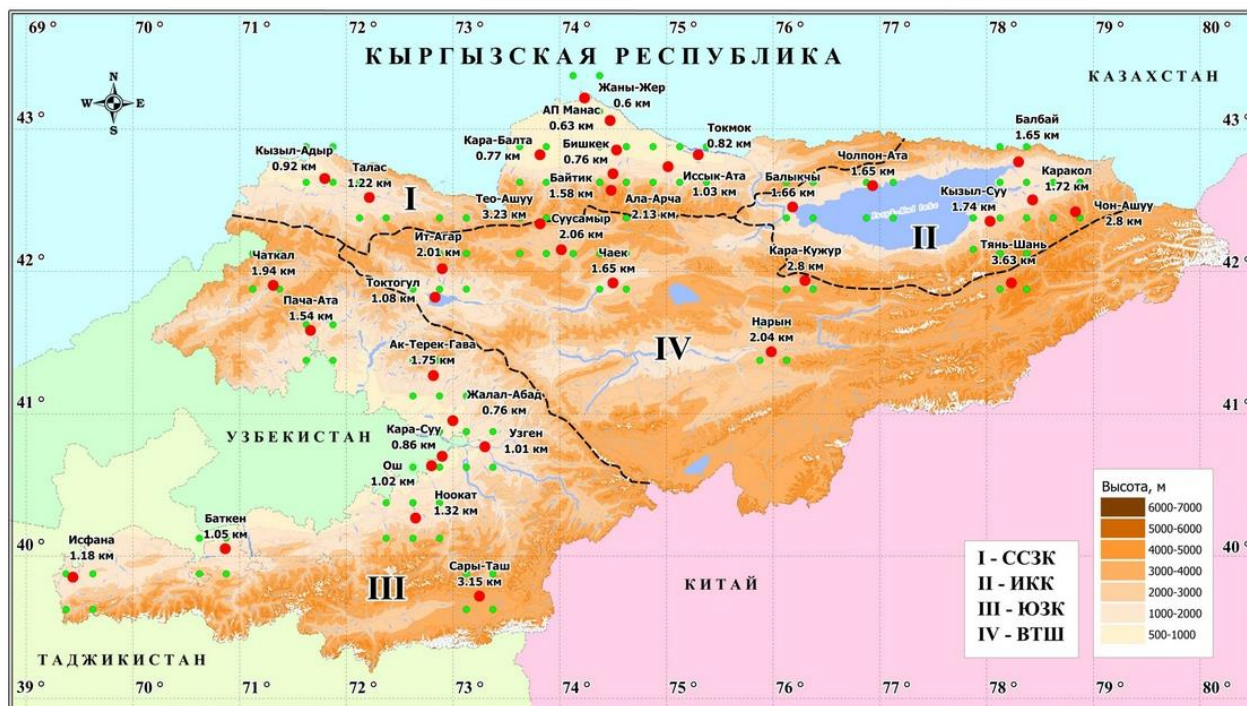 69 ° 70 ° 71 ° 72 ° 73 ° 74 ° 75 ° 76 ° 77 ° 78 ° 79 ° 80 °
КЫРГЫЗСКАЯ РЕСПУБЛИКА
КАЗАХСТАН
N
W E
S
43 °
43 °
Жаны-Жер
0.6 км
АП Манас
0.63 км
Кара-Балта
0.77 км
Бишкек
0.76 км
Токмок
0.82 км
Балбай
1.65 км
Кызыл-Адыр
0.92 км
Талас
1.22 км
Байтик
1.58 км
Иссык-Ата
1.03 км
Чолпон-Ата
1.65 км
Балыкчы
1.66 км
Каракол
1.72 км
Кызыл-Суу
1.74 км
Тео-Ашуу
3.23 км
Ала-Арча
2.13 км
Чон-Ашуу
2.8 км
I
II
Суусамыр
2.06 км
Ит-Агар
2.01 км
Чаек
1.65 км
Кара-Кужур
2.8 км
Тянь-Шань
3.63 км
42 °
42 °
Чаткал
1.94 км
Токтогул
1.08 км
Пача-Ата
1.54 км
Нарын
2.04 км
IV
Ак-Терек-Гава
1.75 км
41 °
41 °
Жалал-Абад
0.76 км
УЗБЕКИСТАН
Кара-Суу
0.86 км
Узген
1.01 км
Ош
1.02 км
Ноокат
1.32 км
Баткен
1.05 км
Исфана
1.18 км
40 °
40 °
Сары-Таш
3.15 км
III
КИТАЙ
ТАДЖИКИСТАН
I - ССЗК
II - ИКК
III - ЮЗК
IV - ВТШ
Высота, м
6000-7000
5000-6000
4000-5000
3000-4000
2000-3000
1000-2000
500-1000
39 ° 70 ° 71 ° 72 ° 73 ° 74 ° 75 ° 76 ° 77 ° 78 ° 79 ° 80 °